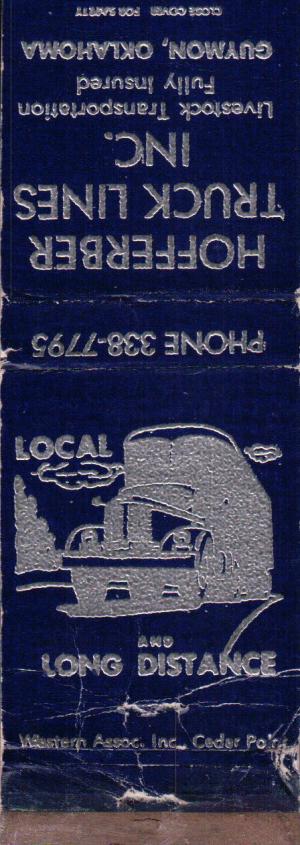 CLOSE COVER FOR SAFETY
HOFFERBER
TRUCK LINES
INC.
Livestock Transportation
Fully Insured
GUYMON, OKLAHOMA
PHONE 338-7795
LOCAL
AND
LONG DISTANCE
Western Assoc. Inc., Cedar